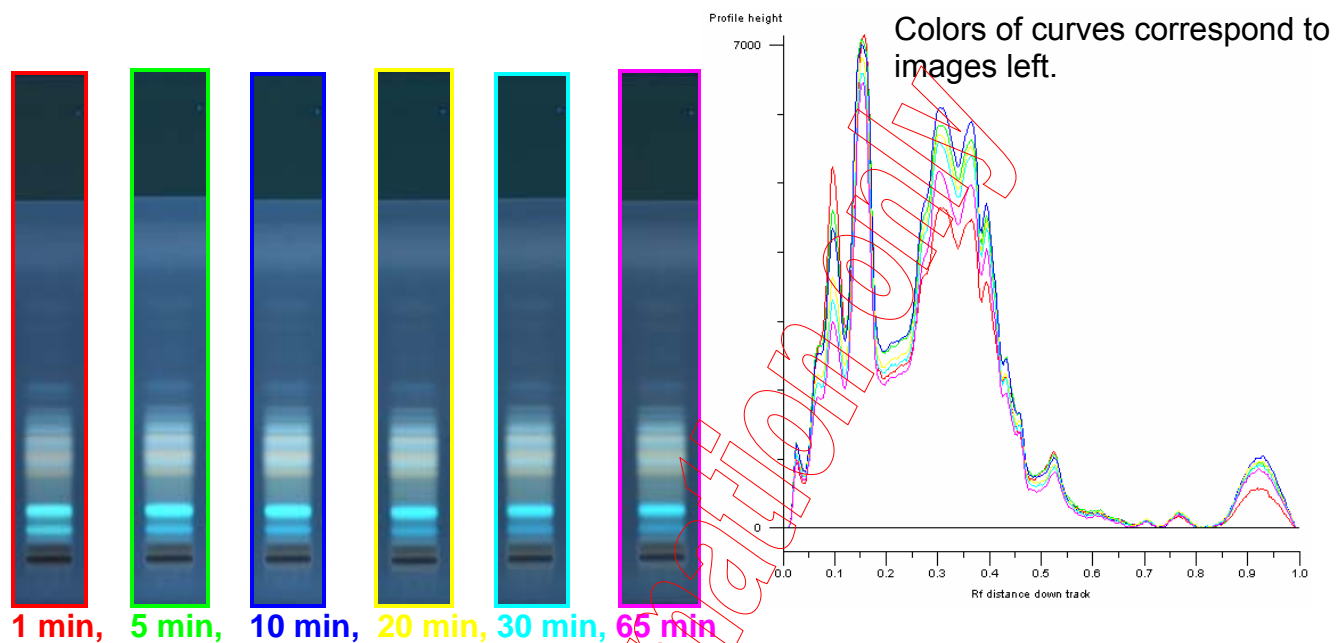 Profile height
Colors of curves correspond to
images left.
7000
0
0.0 0.1 0.2 0.3 0.4 0.5 0.6 0.7 0.8 0.9 1.0
Rf distance down track
1 min, 5 min, 10 min, 20 min, 30 min, 65 min
mation only